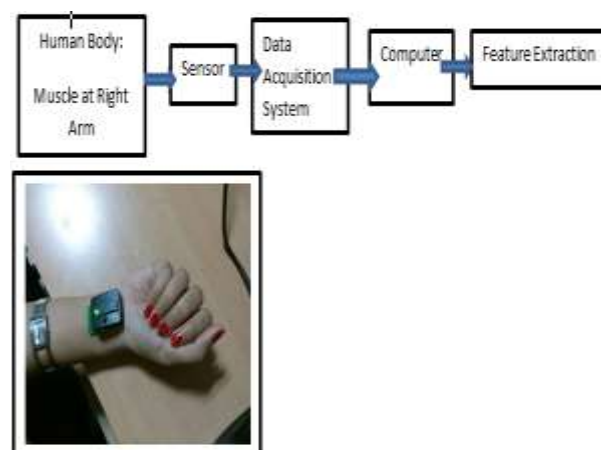 Human Body:
Muscle at Right
Arm
Sensor
Data
Acquisition
System
Computer
Feature Extraction